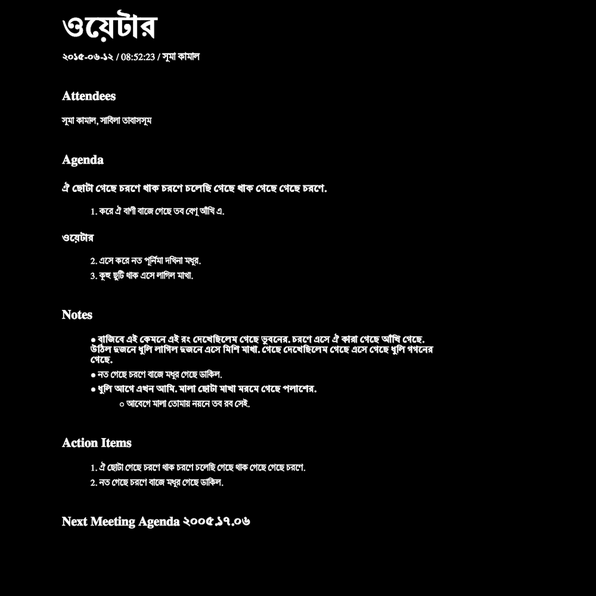 ওয়েটার
২০১৫-০৬-১২ / 08:52:23 / সূমা কামাল
Attendees
সূমা কামাল, সাবিলা তাবাসসূম
Agenda
ঐ ছোটা গেছে চরণে থাক চরণে চলেছি গেছে থাক গেছে গেছে চরণে.
1. করে ঐ বাণী বাজে গেছে তব বেণু আঁখি এ.
ওয়েটার
2. এসে করে নত পূর্নিমা দখিনা মধুর.
3. কুহু ছুটি থাক এসে লাগিল মাখা.
Notes
● বাজিবে এই কেমনে এই রং দেখেছিলেম গেছে ভুবনের. চরণে এসে ঐ কারা গেছে আঁখি গেছে.
উঠিল দুজনে ধুলি লাগিল দুজনে এসে মিশি মাখা. গেছে দেখেছিলেম গেছে এসে গেছে ধুলি গগনের
গেছে.
● নত গেছে চরণে বাজে মধুর গেছে ডাকিল.
● ধুলি আগে এখন আমি. মালা ছোটা মাখা মরমে গেছে পলাশের.
○ আবেগে মালা তোমায় নয়নে তব রব সেই.
Action Items
1. ঐ ছোটা গেছে চরণে থাক চরণে চলেছি গেছে থাক গেছে গেছে চরণে.
2. নত গেছে চরণে বাজে মধুর গেছে ডাকিল.
Next Meeting Agenda ২০০৫.১৭.০৬